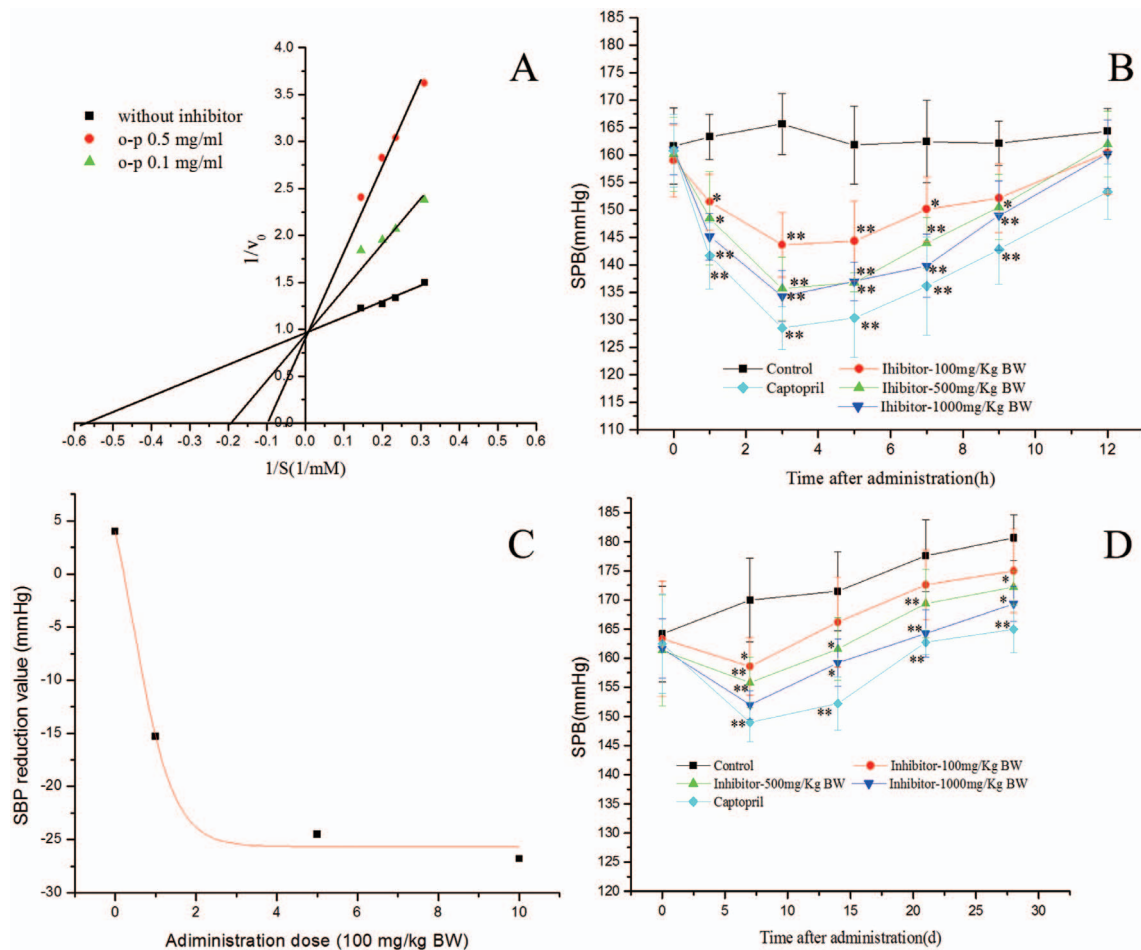 A
without inhibitor
o-p 0.5 mg/ml
o-p 0.1 mg/ml
4.0
3.5
3.0
2.5
2.0
1.5
1.0
0.5
0.0
1/v0
-0.6 -0.5 -0.4 -0.3 -0.2 -0.1 0.0 0.1 0.2 0.3 0.4 0.5 0.6
1/S(1/mM)
B
185
180
175
170
165
160
155
150
145
140
135
130
125
120
115
110
SPB(mmHg)
* * ** **
** ** ** **
** ** ** **
* ** ** **
* ** **
Control Ihibitor-100mg/Kg BW
Captopril Ihibitor-500mg/Kg BW
Ihibitor-1000mg/Kg BW
0 2 4 6 8 10 12
Time after administration(h)
C
5
0
-5
-10
-15
-20
-25
-30
SBP reduction value (mmHg)
0 2 4 6 8 10
Adiministration dose (100 mg/kg BW)
D
185
180
175
170
165
160
155
150
145
140
135
130
125
120
SPB(mmHg)
* ** ** **
* * **
** ** **
* * **
Control Inhibitor-100mg/Kg BW
Inhibitor-500mg/Kg BW Inhibitor-1000mg/Kg BW
Captopril
0 5 10 15 20 25 30
Time after administration(d)